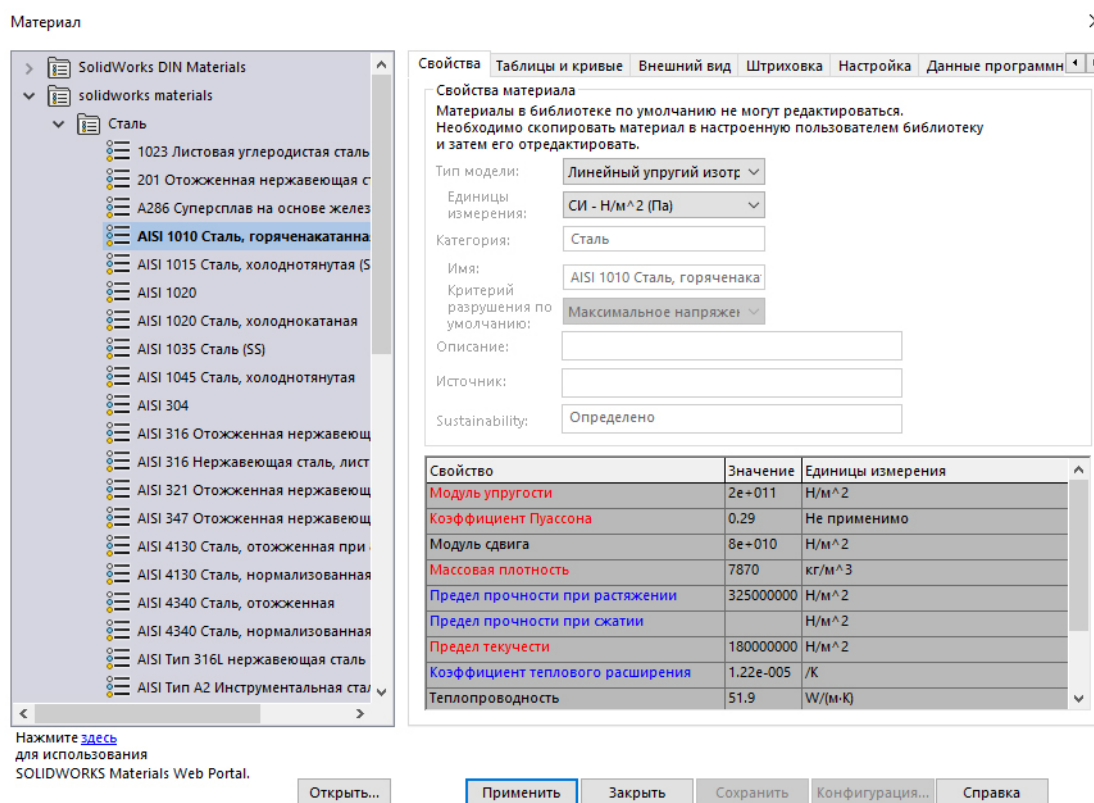 Материал
SolidWorks DIN Materials
solidworks materials
Сталь
1023 Листовая углеродистая сталь
201 Отожженная нержавеющая
A286 Суперсплав на основе желез
AISI 1010 Сталь, горяченакатанна
AISI 1015 Сталь, холоднотянутая (S
AISI 1020
AISI 1020 Сталь, холоднокатаная
AISI 1035 Сталь (SS)
AISI 1045 Сталь, холоднотянутая
AISI 304
AISI 316 Отожженная нержавеющ
AISI 316 Нержавеющая сталь, лист
AISI 321 Отожженная нержавеющ
AISI 347 Отожженная нержавеющ
AISI 4130 Сталь, отожженная при
AISI 4130 Сталь, нормализованная
AISI 4340 Сталь, отожженная
AISI 4340 Сталь, нормализованная
AISI Тип 316L нержавеющая сталь
AISI Тип A2 Инструментальная ста
Нажмите здесь
для использования
SOLIDWORKS Materials Web Portal.
Свойства Таблицы и кривые Внешний вид Штриховка Настройка Данные программн
Свойства материала
Материалы в библиотеке по умолчанию не могут редактироваться.
Необходимо скопировать материал в настроенную пользователем библиотеку
и затем его отредактировать.
Тип модели: Линейный упругий изотр
Единицы
измерения:
СИ - Н/м^2 (Па)
Категория: Сталь
Имя: AISI 1010 Сталь, горяченака
Критерий
разрушения по
умолчанию:
Максимальное напряжен
Описание:
Источник:
Sustainability: Определено
Свойство Значение Единицы измерения
Модуль упругости 2e+011 Н/м^2
Коэффициент Пуассона 0.29 Не применимо
Модуль сдвига 8e+010 Н/м^2
Массовая плотность 7870 кг/м^3
Предел прочности при растяжении 325000000 Н/м^2
Предел прочности при сжатии Н/м^2
Предел текучести 180000000 Н/м^2
Коэффициент теплового расширения 1.22e-005 /K
Теплопроводность 51.9 W/(м·K)
Открыть... Применить Закрыть Сохранить Конфигурация... Справка